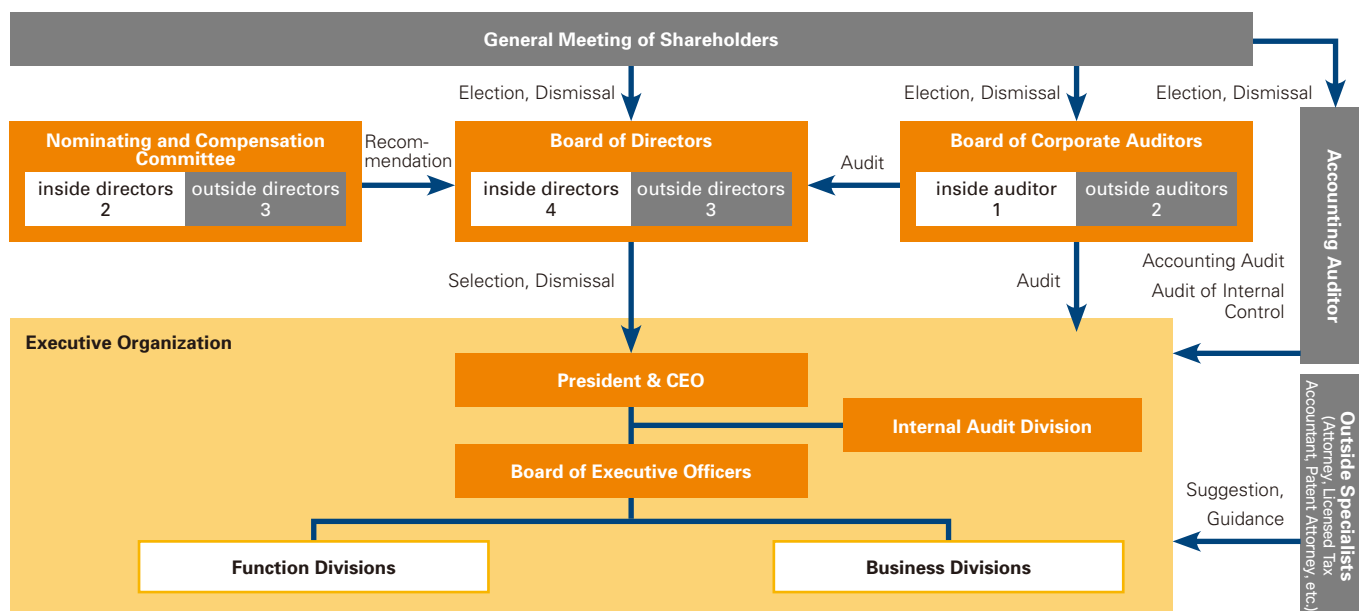 General Meeting of Shareholders
Election, Dismissal
Election, Dismissal
Election, Dismissal
Nominating and Compensation
Committee
inside directors
2
outside directors
3
Recom-
mendation
Board of Directors
inside directors
4
outside directors
3
Audit
Board of Corporate Auditors
inside auditor
1
outside auditors
2
Accounting Auditor
Selection, Dismissal
Audit
Accounting Audit
Audit of Internal
Control
Executive Organization
President & CEO
Internal Audit Division
Board of Executive Officers
Function Divisions
Business Divisions
Suggestion,
Guidance
Outside Specialists
(Attorney, Licensed Tax
Accountant, Patent Attorney, etc.)